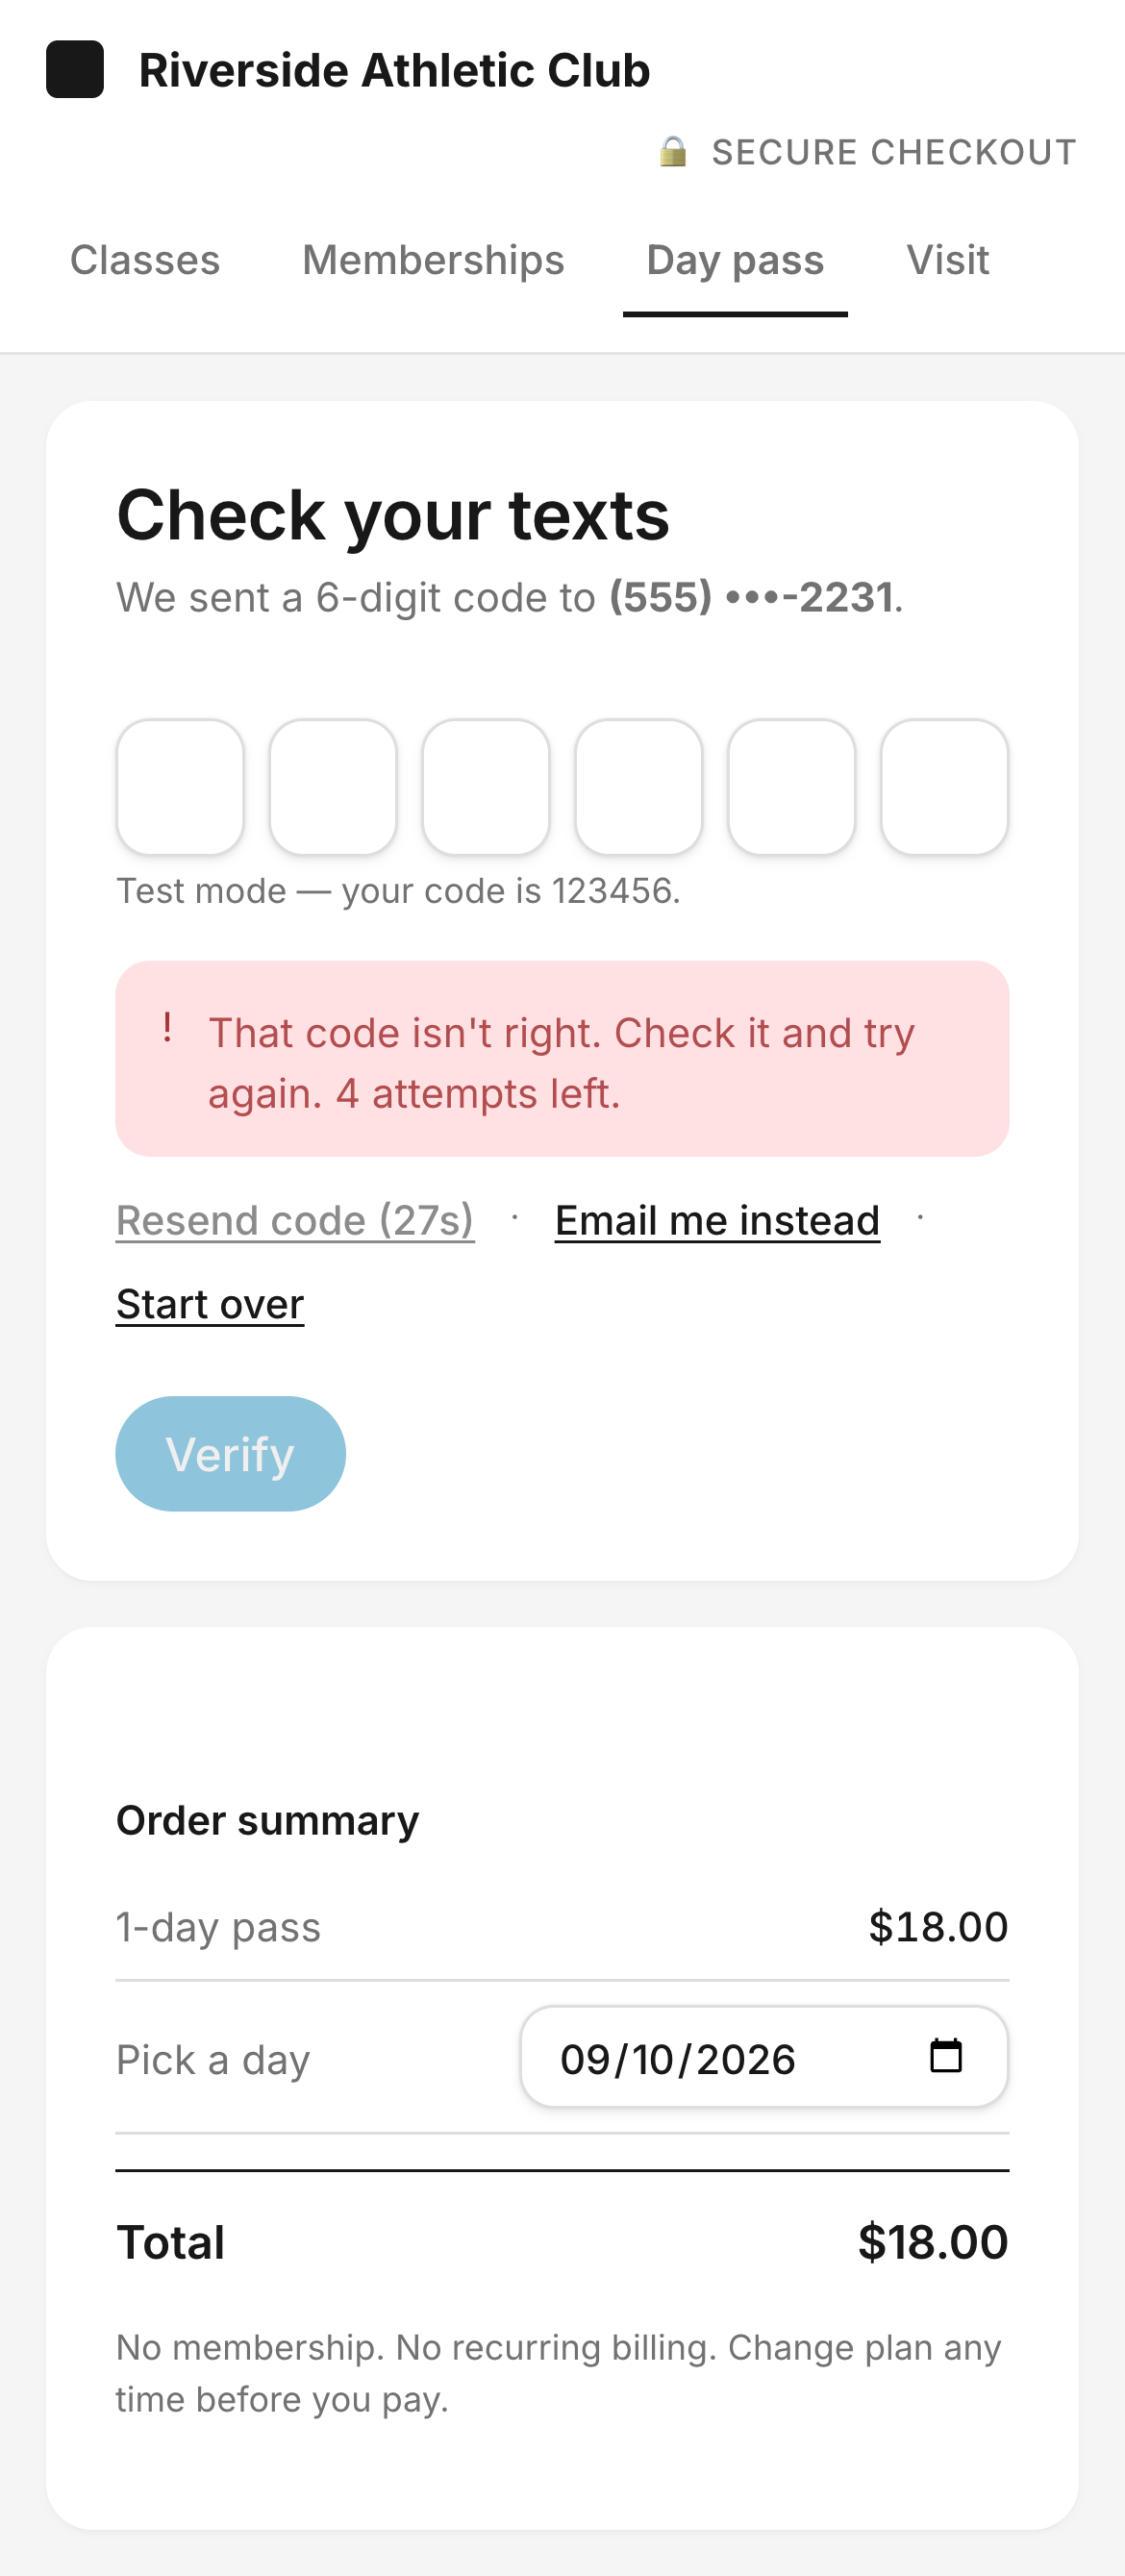 Riverside Athletic Club
🔒 SECURE CHECKOUT
Classes Memberships Day pass Visit
Check your texts
We sent a 6-digit code to (555) •••-2231.
Test mode — your code is 123456.
! That code isn't right. Check it and try
again. 4 attempts left.
Resend code (27s) · Email me instead ·
Start over
Verify
Order summary
1-day pass $18.00
Pick a day 09/10/2026
Total $18.00
No membership. No recurring billing. Change plan any
time before you pay.